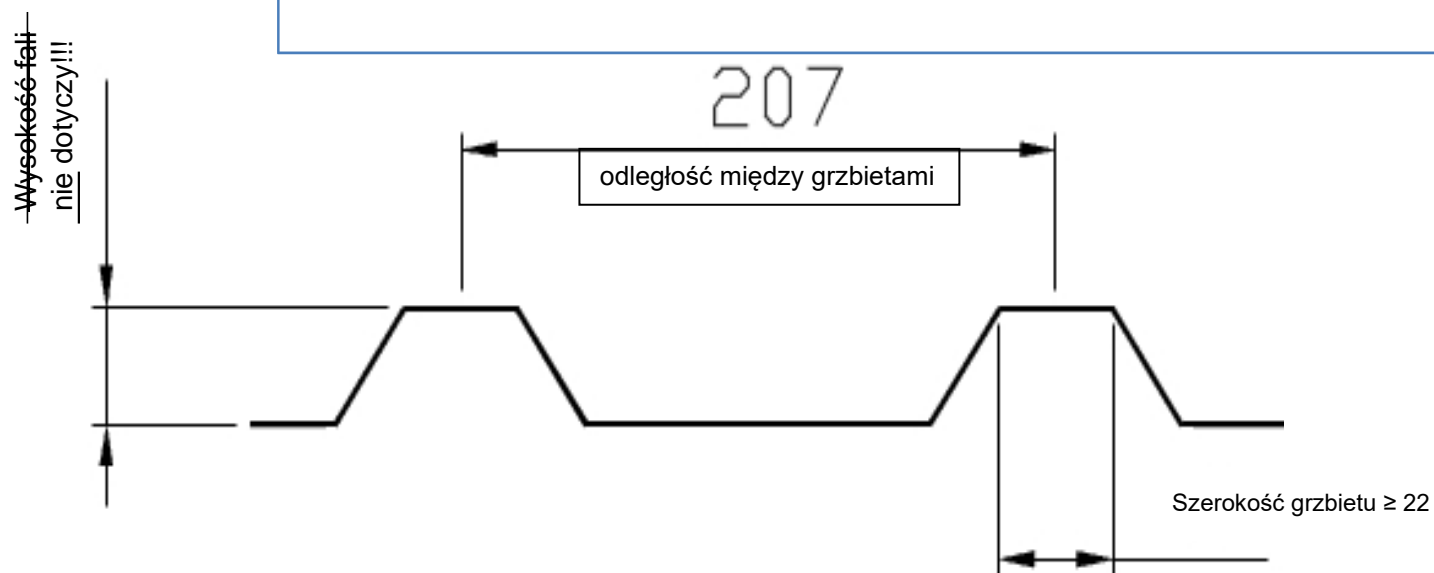 Wysokość fali
nie dotyczy!!!
207
odległość między grzbietami
Szerokość grzbietu ≥ 22